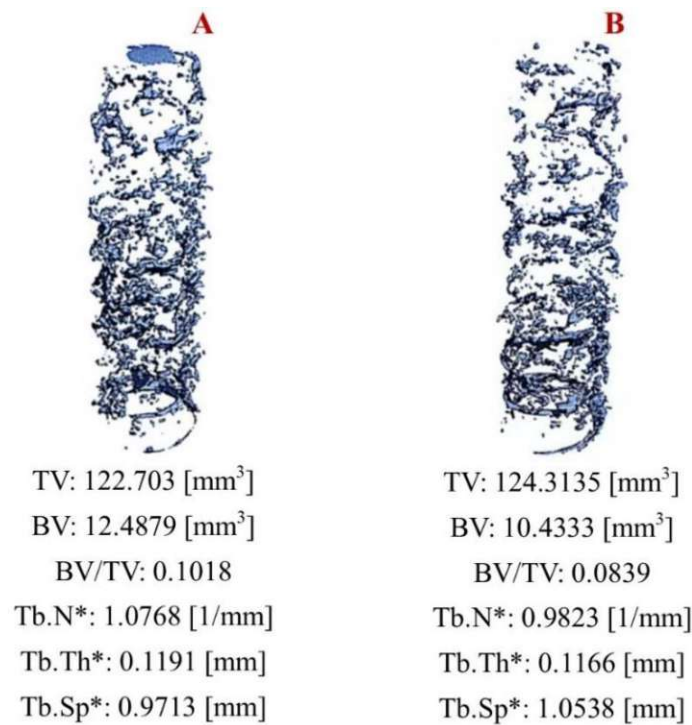 A
B
TV: 122.703 [mm³]
BV: 12.4879 [mm³]
BV/TV: 0.1018
Tb.N*: 1.0768 [1/mm]
Tb.Th*: 0.1191 [mm]
Tb.Sp*: 0.9713 [mm]
TV: 124.3135 [mm³]
BV: 10.4333 [mm³]
BV/TV: 0.0839
Tb.N*: 0.9823 [1/mm]
Tb.Th*: 0.1166 [mm]
Tb.Sp*: 1.0538 [mm]